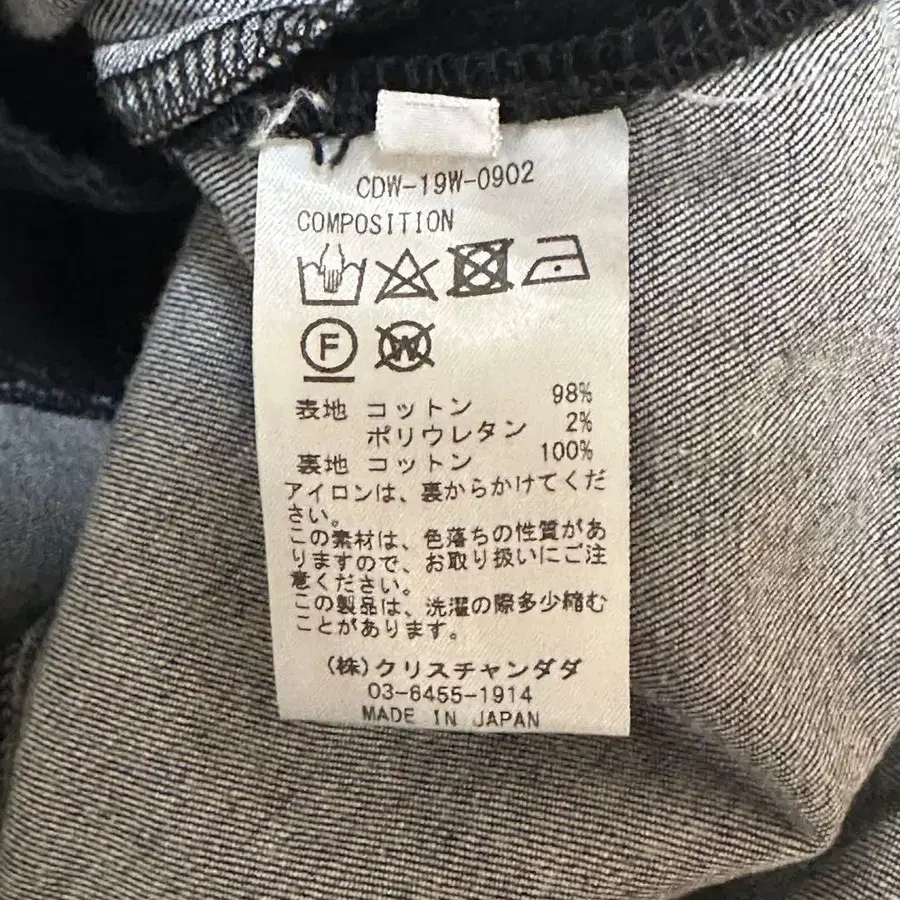 CDW-19W-0902
COMPOSITION
F W
表地 コットン 98%
ポリウレタン 2%
裏地 コットン 100%
アイロンは、裏からかけてくだ
さい。
この素材は、色落ちの性質があ
りますので、お取り扱いにご注
意ください。
この製品は、洗濯の際多少縮む
ことがあります。
(株)クリスチャンダダ
03-6455-1914
MADE IN JAPAN